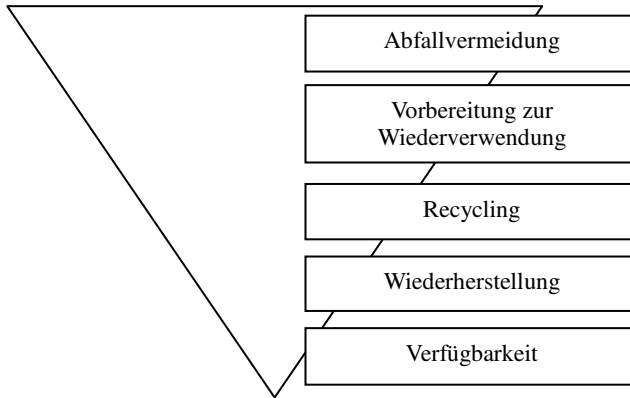 Abfallvermeidung
Vorbereitung zur
Wiederverwendung
Recycling
Wiederherstellung
Verfügbarkeit